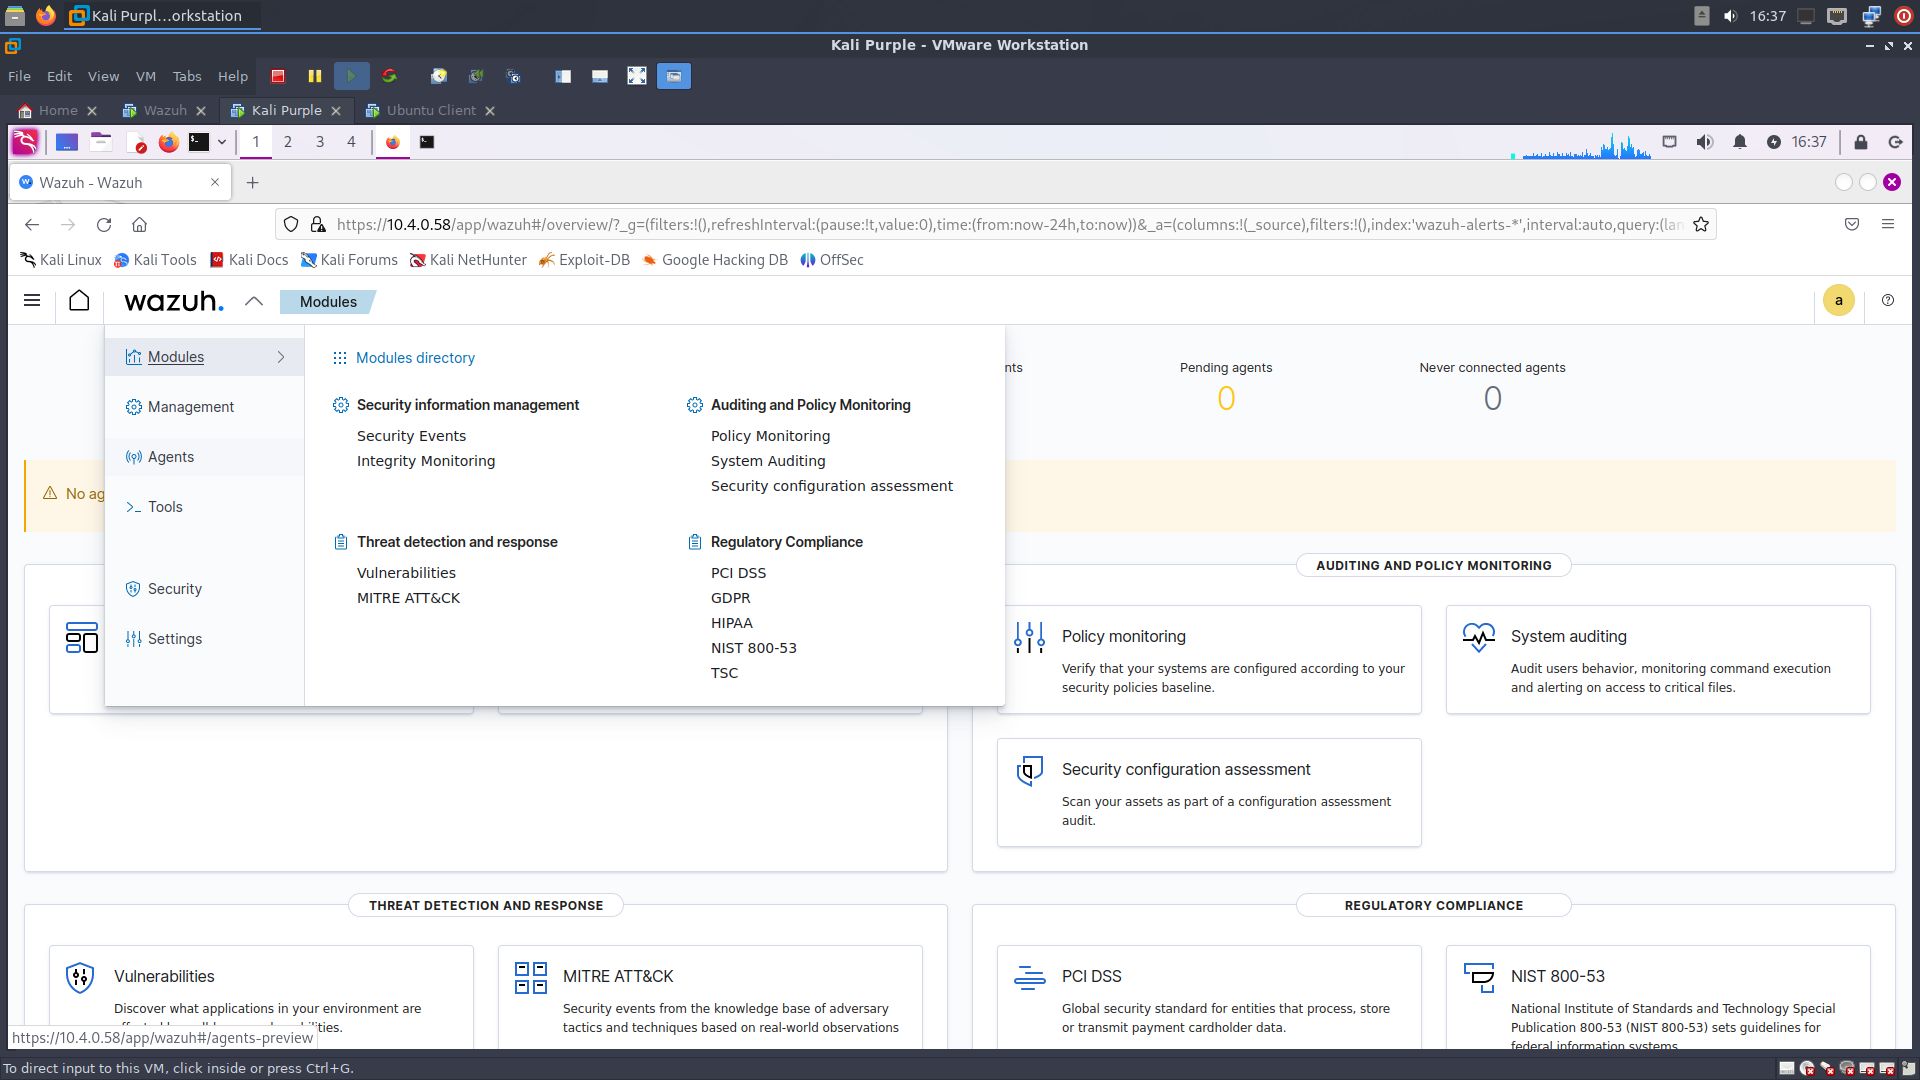 Kali Purpl...orkstation
16:37
Kali Purple - VMware Workstation
File Edit View VM Tabs Help
Home Wazuh Kali Purple Ubuntu Client
1 2 3 4
16:37
Wazuh - Wazuh
https://10.4.0.58/app/wazuh#/overview/?_g=(filters:!(),refreshInterval:(pause:!t,value:0),time:(from:now-24h,to:now))&_a=(columns:!(_source),filters:!(),index:'wazuh-alerts-*',interval:auto,query:(lan
Kali Linux Kali Tools Kali Docs Kali Forums Kali NetHunter Exploit-DB Google Hacking DB OffSec
wazuh. Modules a
Modules
Management
Agents
Tools
Security
Settings
Modules directory
Security information management
Security Events
Integrity Monitoring
Auditing and Policy Monitoring
Policy Monitoring
System Auditing
Security configuration assessment
Threat detection and response
Vulnerabilities
MITRE ATT&CK
Regulatory Compliance
PCI DSS
GDPR
HIPAA
NIST 800-53
TSC
nts
Pending agents
0
Never connected agents
0
No ag
AUDITING AND POLICY MONITORING
Policy monitoring
Verify that your systems are configured according to your
security policies baseline.
System auditing
Audit users behavior, monitoring command execution
and alerting on access to critical files.
Security configuration assessment
Scan your assets as part of a configuration assessment
audit.
THREAT DETECTION AND RESPONSE
Vulnerabilities
Discover what applications in your environment are
MITRE ATT&CK
Security events from the knowledge base of adversary
tactics and techniques based on real-world observations
REGULATORY COMPLIANCE
PCI DSS
Global security standard for entities that process, store
or transmit payment cardholder data.
NIST 800-53
National Institute of Standards and Technology Special
Publication 800-53 (NIST 800-53) sets guidelines for
federal information systems.
https://10.4.0.58/app/wazuh#/agents-preview
To direct input to this VM, click inside or press Ctrl+G.